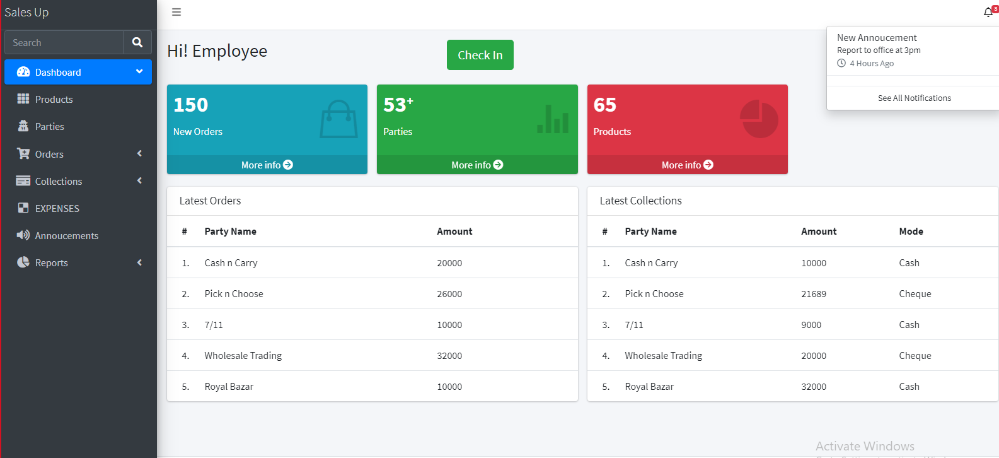 Sales Up
3
Search
New Annoucement
Report to office at 3pm
4 Hours Ago
See All Notifications
Hi! Employee
Check In
Dashboard
Products
Parties
Orders
Collections
EXPENSES
Annoucements
Reports
150
New Orders
More info
53+
Parties
More info
65
Products
More info
Latest Orders
# Party Name Amount
1. Cash n Carry 20000
2. Pick n Choose 26000
3. 7/11 10000
4. Wholesale Trading 32000
5. Royal Bazar 10000
Latest Collections
# Party Name Amount Mode
1. Cash n Carry 10000 Cash
2. Pick n Choose 21689 Cheque
3. 7/11 9000 Cash
4. Wholesale Trading 20000 Cheque
5. Royal Bazar 32000 Cash
Activate Windows